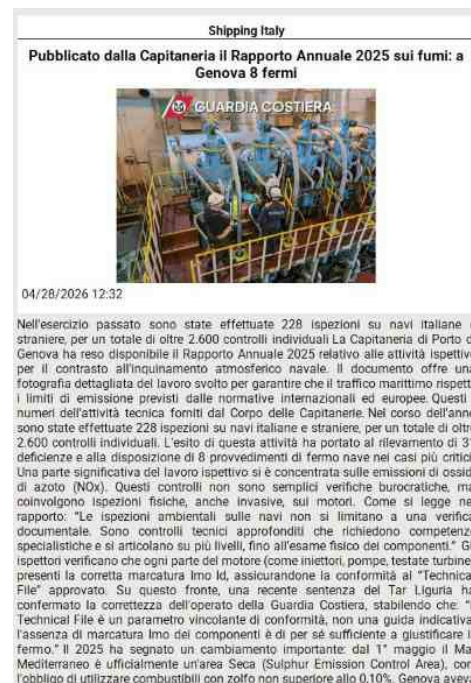 Shipping Italy
Pubblicato dalla Capitaneria il Rapporto Annuale 2025 sui fumi: a
Genova 8 fermi
GUARDIA COSTIERA
04/28/2026 12:32
Nell'esercizio passato sono state effettuate 228 ispezioni su navi italiane
straniere, per un totale di oltre 2.600 controlli individuali La Capitaneria di Porto
Genova ha reso disponibile il Rapporto Annuale 2025 relativo alle attività
per il contrasto all'inquinamento atmosferico navale. Il documento offre
fotografia dettagliata del lavoro svolto per garantire che il traffico marittimo
i limiti di emissione previsti dalle normative internazionali ed europee. Questi
numeri dell'attività tecnica forniti dal Corpo delle Capitanerie. Nel corso
sono state effettuate 228 ispezioni su navi italiane e straniere, per un totale di
2.600 controlli individuali. L'esito di questa attività ha portato al rilevamento di
deficienze e alla disposizione di 8 provvedimenti di fermo nave nei casi più
Una parte significativa del lavoro ispettivo si è concentrata sulle emissioni di
di azoto (NOx). Questi controlli non sono semplici verifiche burocratiche,
coinvolgono ispezioni fisiche, anche invasive, sui motori. Come si legge
rapporto: "Le ispezioni ambientali sulle navi non si limitano a una verifica
documentale. Sono controlli tecnici approfonditi che richiedono competenze
specialistiche e si articolano su più livelli, fino all'esame fisico dei componenti."
ispettori verificano che ogni parte del motore (come iniettori, pompe, testate turbine)
presenti la corretta marcatura Imo Id, assicurandone la conformità al "Technical
File" approvato. Su questo fronte, una recente sentenza del Tar Liguria ha
confermato la correttezza dell'operato della Guardia Costiera, stabilendo che:
Technical File è un parametro vincolante di conformità, non una guida indicativa
l'assenza di marcatura Imo dei componenti è di per sé sufficiente a giustificare
fermo." Il 2025 ha segnato un cambiamento importante: dal 1° maggio il
Mediterraneo è ufficialmente un'area Seca (Sulphur Emission Control Area), con
l'obbligo di utilizzare combustibili con zolfo non superiore allo 0,10%. Genova